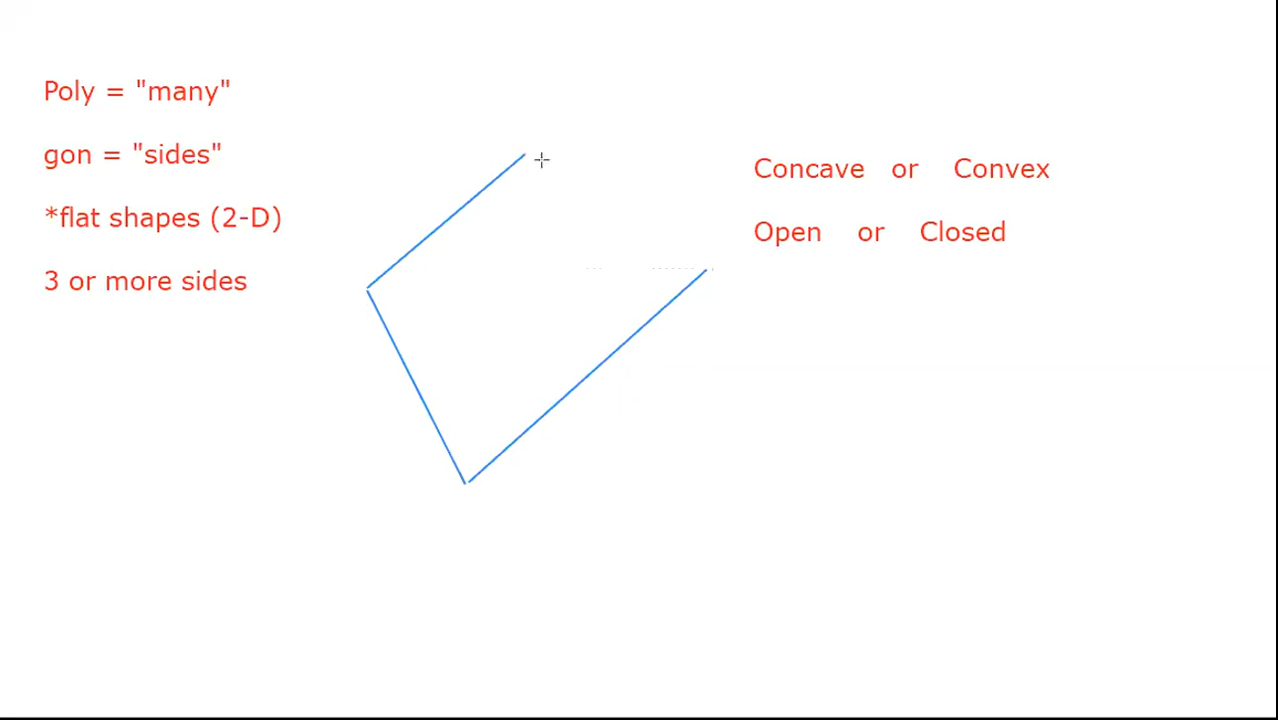 Poly = "many"
gon = "sides"
*flat shapes (2-D)
3 or more sides
Concave or Convex
Open or Closed